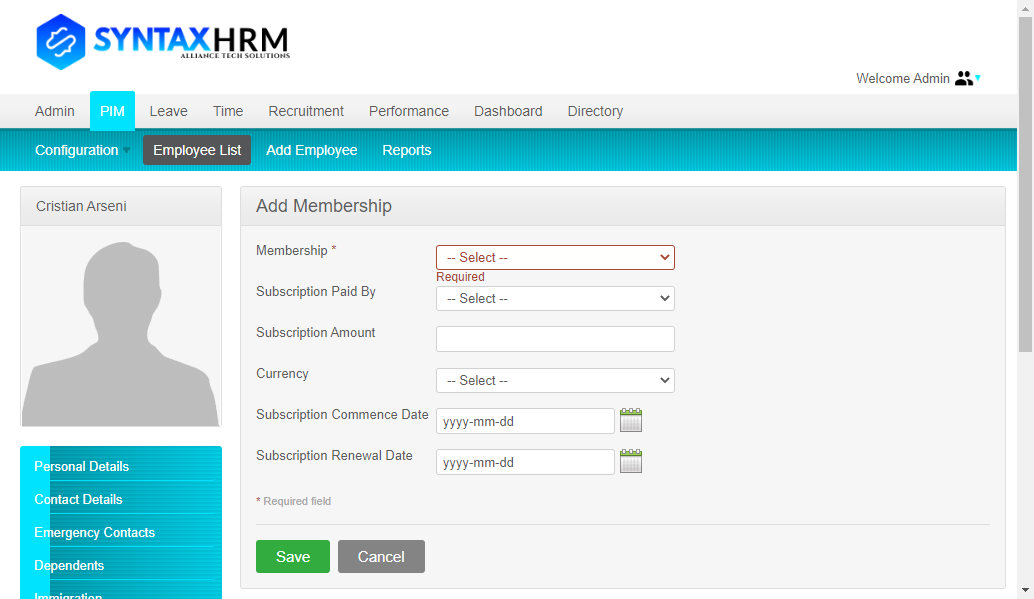 SYNTAXHRM
ALLIANCE TECH SOLUTIONS
Welcome Admin
Admin PIM Leave Time Recruitment Performance Dashboard Directory
Configuration Employee List Add Employee Reports
Cristian Arseni
Personal Details
Contact Details
Emergency Contacts
Dependents
Immigration
Add Membership
Membership * -- Select --
Required
Subscription Paid By -- Select --
Subscription Amount
Currency -- Select --
Subscription Commence Date yyyy-mm-dd
Subscription Renewal Date yyyy-mm-dd
* Required field
Save Cancel